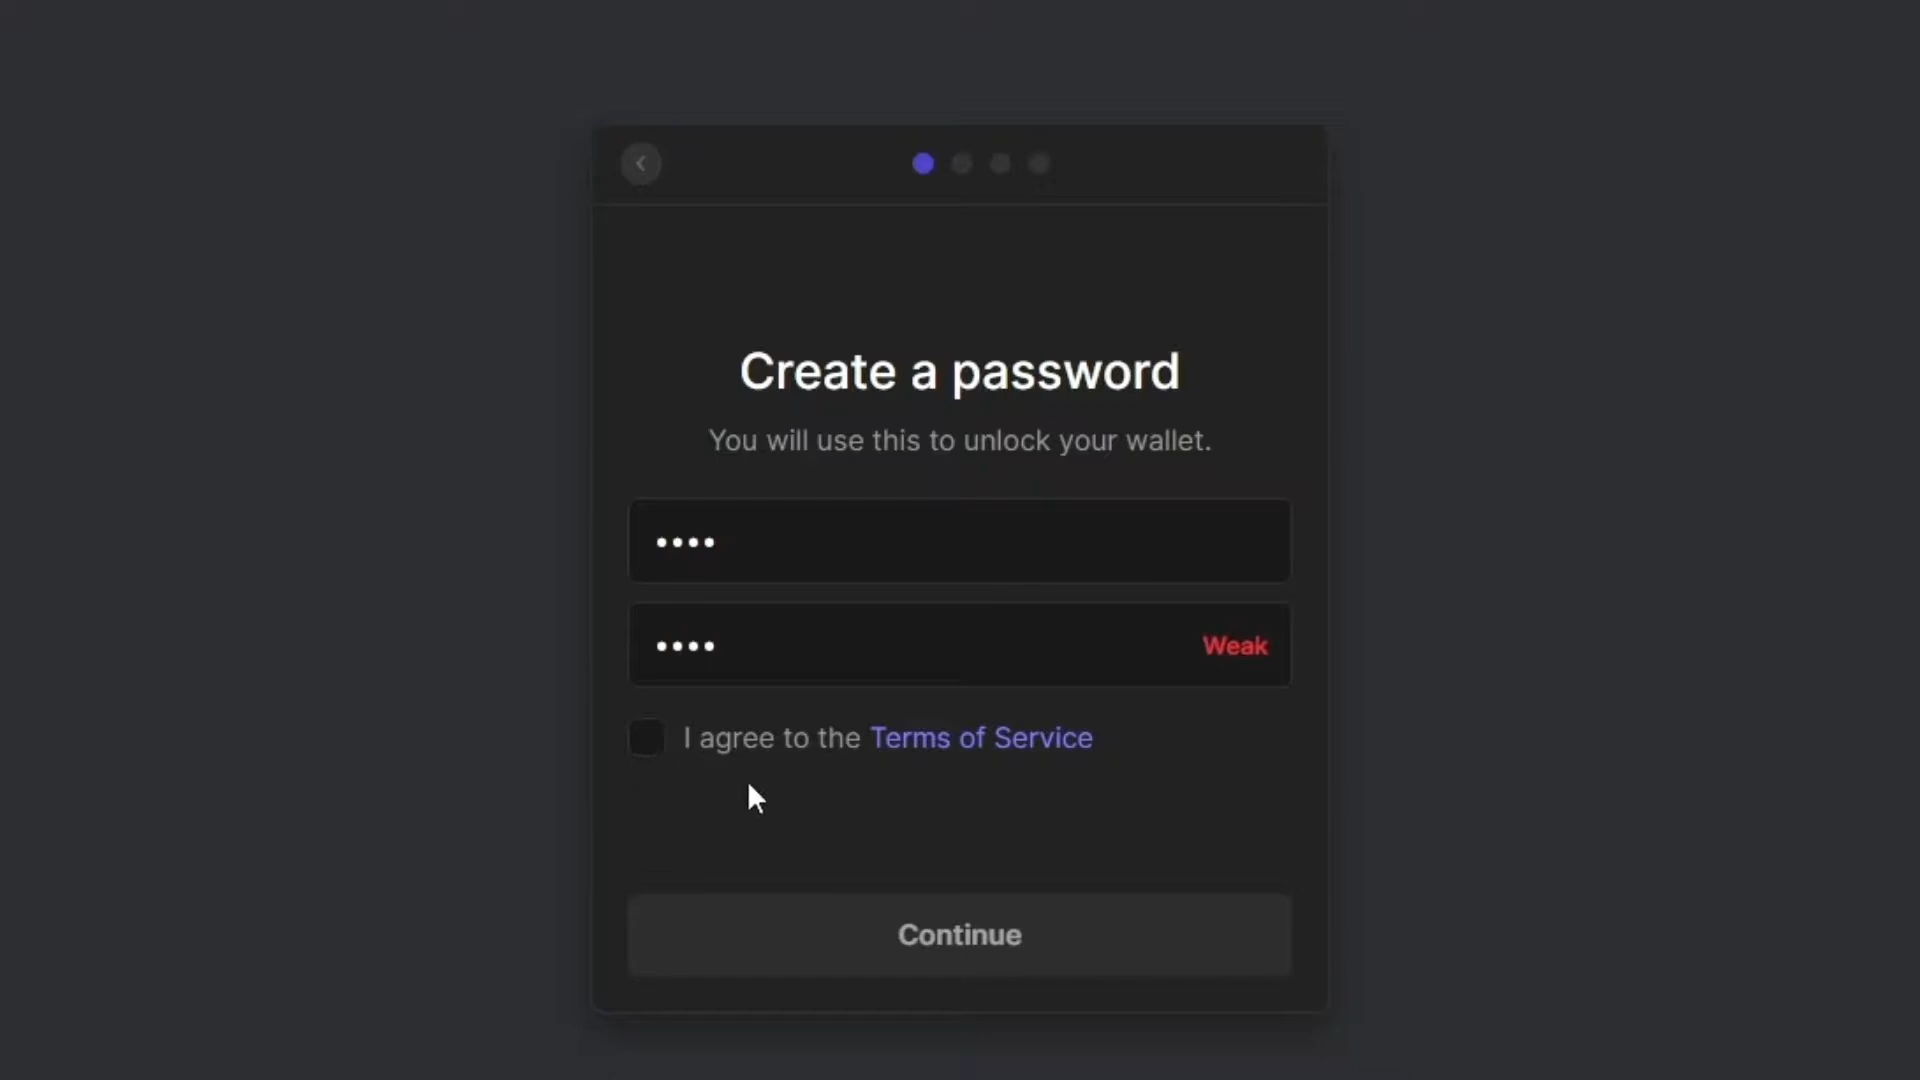 Create a password
You will use this to unlock your wallet.
••••
•••• Weak
I agree to the Terms of Service
Continue